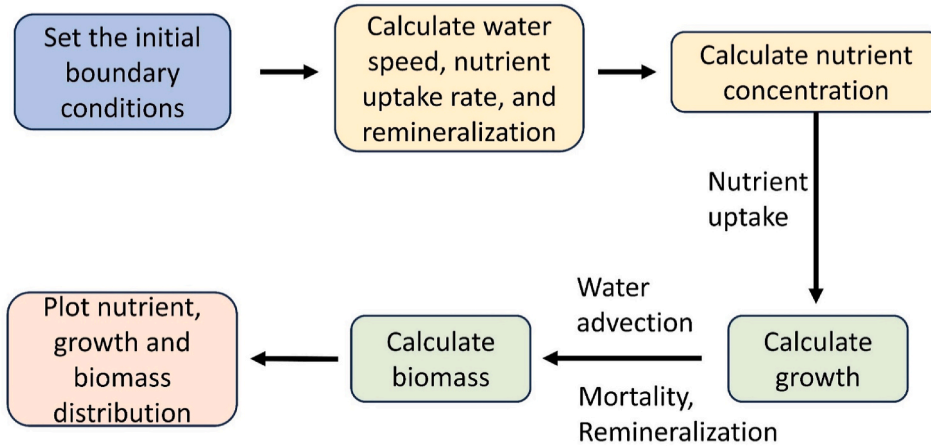 Set the initial
boundary
conditions
Calculate water
speed, nutrient
uptake rate, and
remineralization
Calculate nutrient
concentration
Nutrient
uptake
Calculate
growth
Water
advection
Mortality,
Remineralization
Calculate
biomass
Plot nutrient,
growth and
biomass
distribution